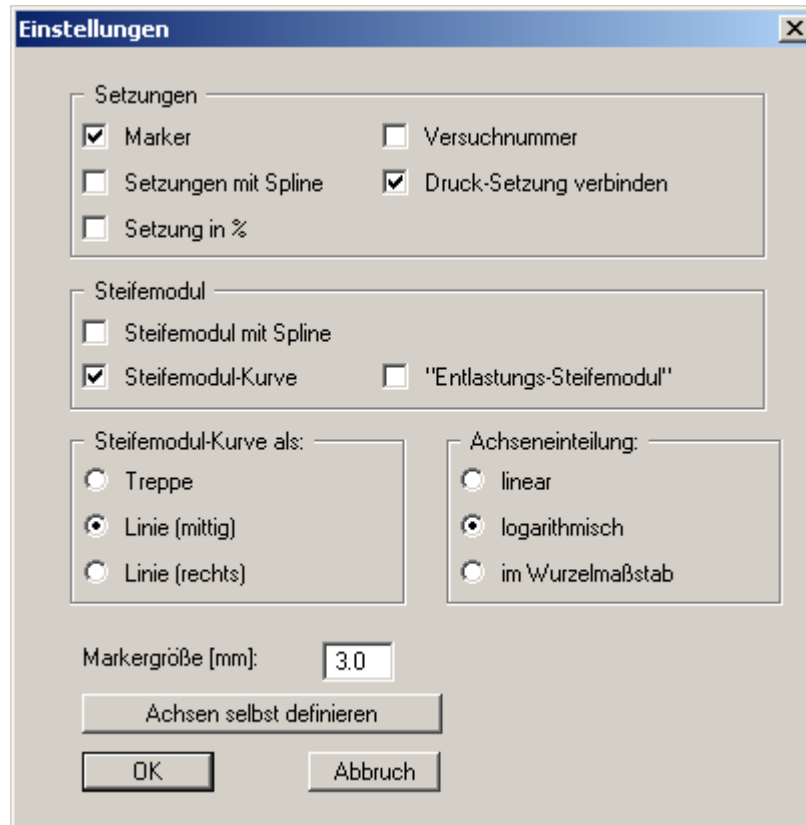 Einstellungen
Setzungen
Marker
Versuchnummer
Setzungen mit Spline
Druck-Setzung verbinden
Setzung in %
Steifemodul
Steifemodul mit Spline
Steifemodul-Kurve
"Entlastungs-Steifemodul"
Steifemodul-Kurve als:
Treppe
Linie (mittig)
Linie (rechts)
Achseneinteilung:
linear
logarithmisch
im Wurzelmaßstab
Markergröße [mm]:
3.0
Achsen selbst definieren
OK
Abbruch